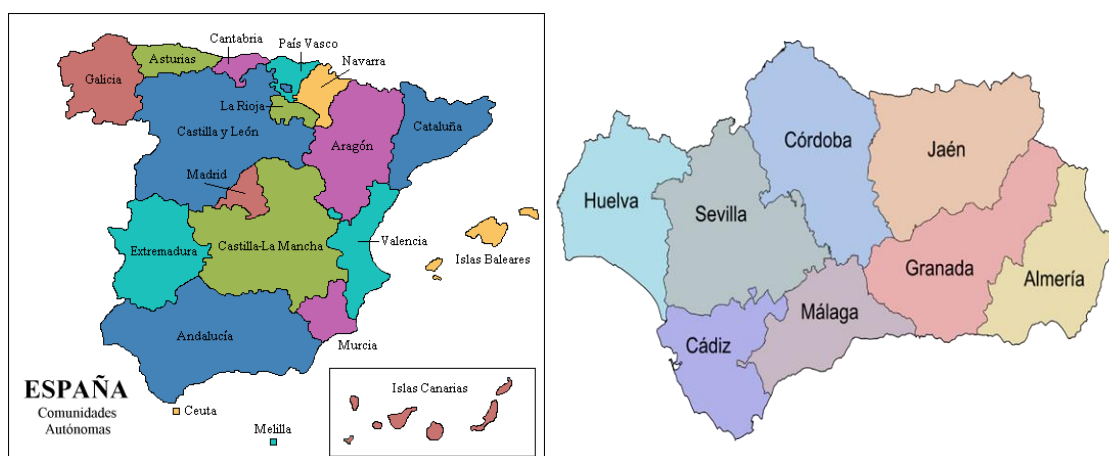 Cantabria
País Vasco
Asturias
Navarra
Galicia
La Rioja
Cataluña
Castilla y León
Aragón
Madrid
Extremadura
Castilla-La Mancha
Valencia
Islas Baleares
Andalucía
Murcia
ESPAÑA
Comunidades
Autónomas
Ceuta
Melilla
Islas Canarias
Córdoba
Jaén
Huelva
Sevilla
Granada
Almería
Málaga
Cádiz